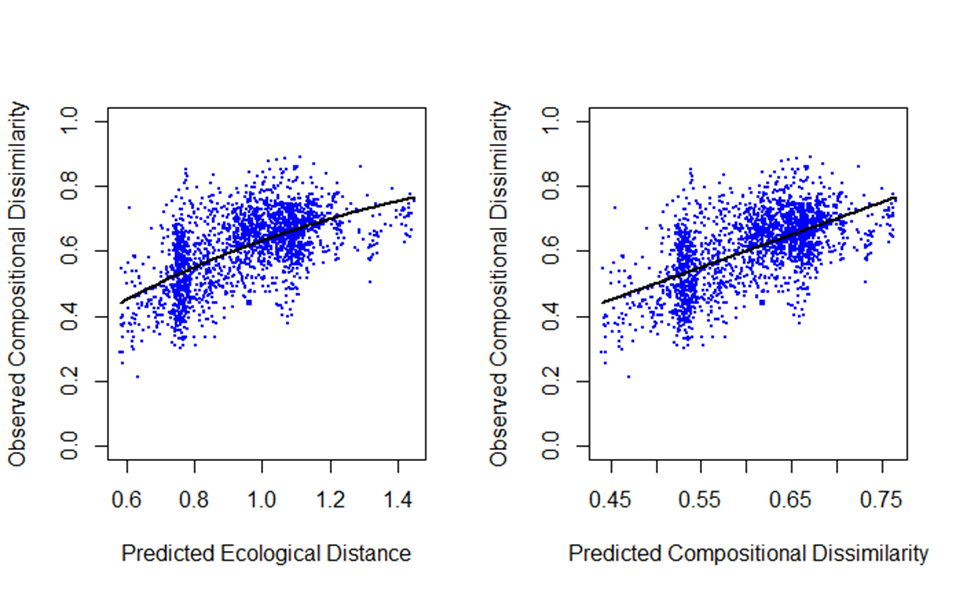 Observed Compositional Dissimilarity
1.0
0.8
0.6
0.4
0.2
0.0
0.6 0.8 1.0 1.2 1.4
Predicted Ecological Distance
Observed Compositional Dissimilarity
1.0
0.8
0.6
0.4
0.2
0.0
0.45 0.55 0.65 0.75
Predicted Compositional Dissimilarity